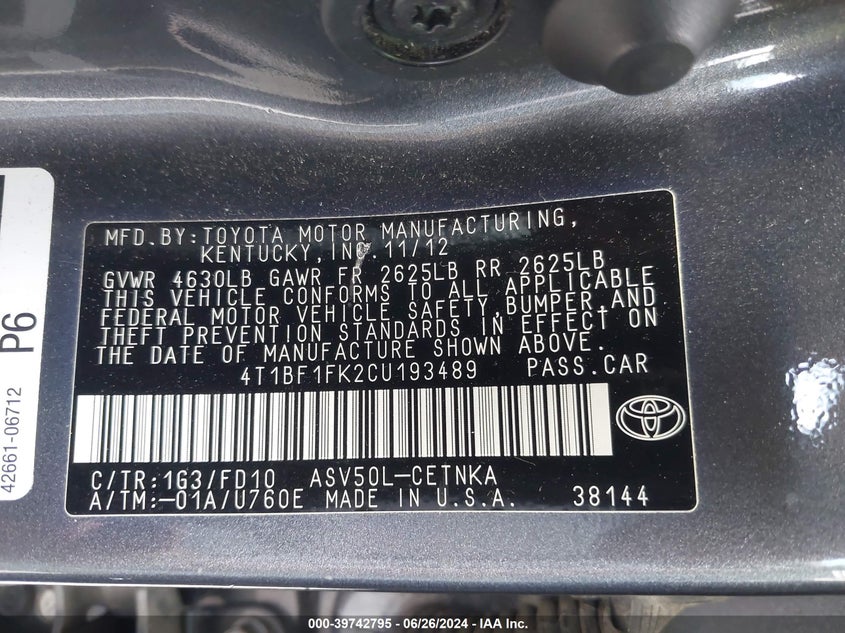 MFD.BY:TOYOTA MOTOR MANUFACTURING,
KENTUCKY, INC. 11/12
GVWR 4630LB GAWR FR 2625LB RR 2625LB
THIS VEHICLE CONFORMS TO ALL APPLICABLE
FEDERAL MOTOR VEHICLE SAFETY,BUMPER,AND
THEFT PREVENTION STANDARDS IN EFFECT ON
THE DATE OF MANUFACTURE SHOWN ABOVE.
4T1BF1FK2CU193489 PASS.CAR
C/TR:1G3/FD10 ASV50L-CETNKA
A/TM:-01A/U760E MADE IN U.S.A. 38144
42661-06712 P6
000-39742795 - 06/26/2024 - IAA Inc.